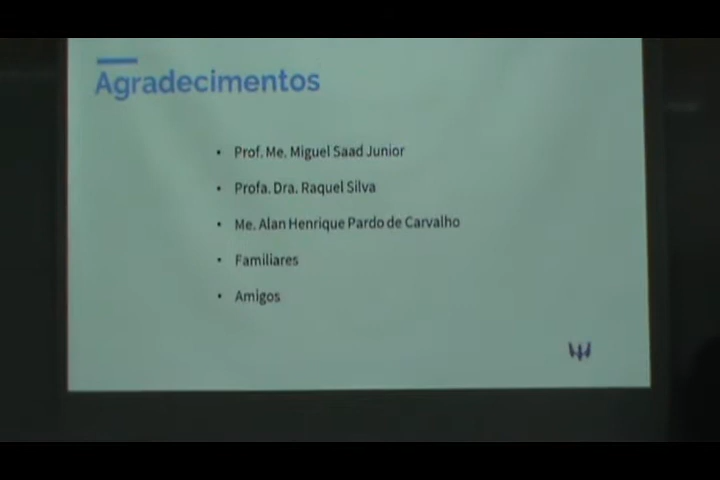 Agradecimentos
• Prof. Me. Miguel Saad Junior
• Profa. Dra. Raquel Silva
• Me. Alan Henrique Pardo de Carvalho
• Familiares
• Amigos